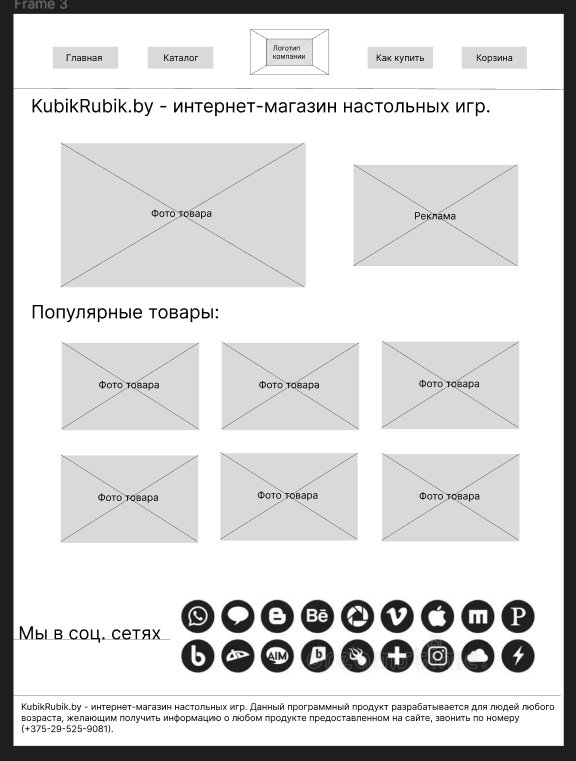 Frame 3
Главная
Каталог
Логотип
компании
Как купить
Корзина
KubikRubik.by - интернет-магазин настольных игр.
Фото товара
Реклама
Популярные товары:
Фото товара
Фото товара
Фото товара
Фото товара
Фото товара
Фото товара
Bē
P
Мы в соц. сетях
b
AIM
b
KubikRubik.by - интернет-магазин настольных игр. Данный программный продукт разрабатывается для людей любого
возраста, желающим получить информацию о любом продукте предоставленном на сайте, звонить по номеру
(+375-29-525-9081).